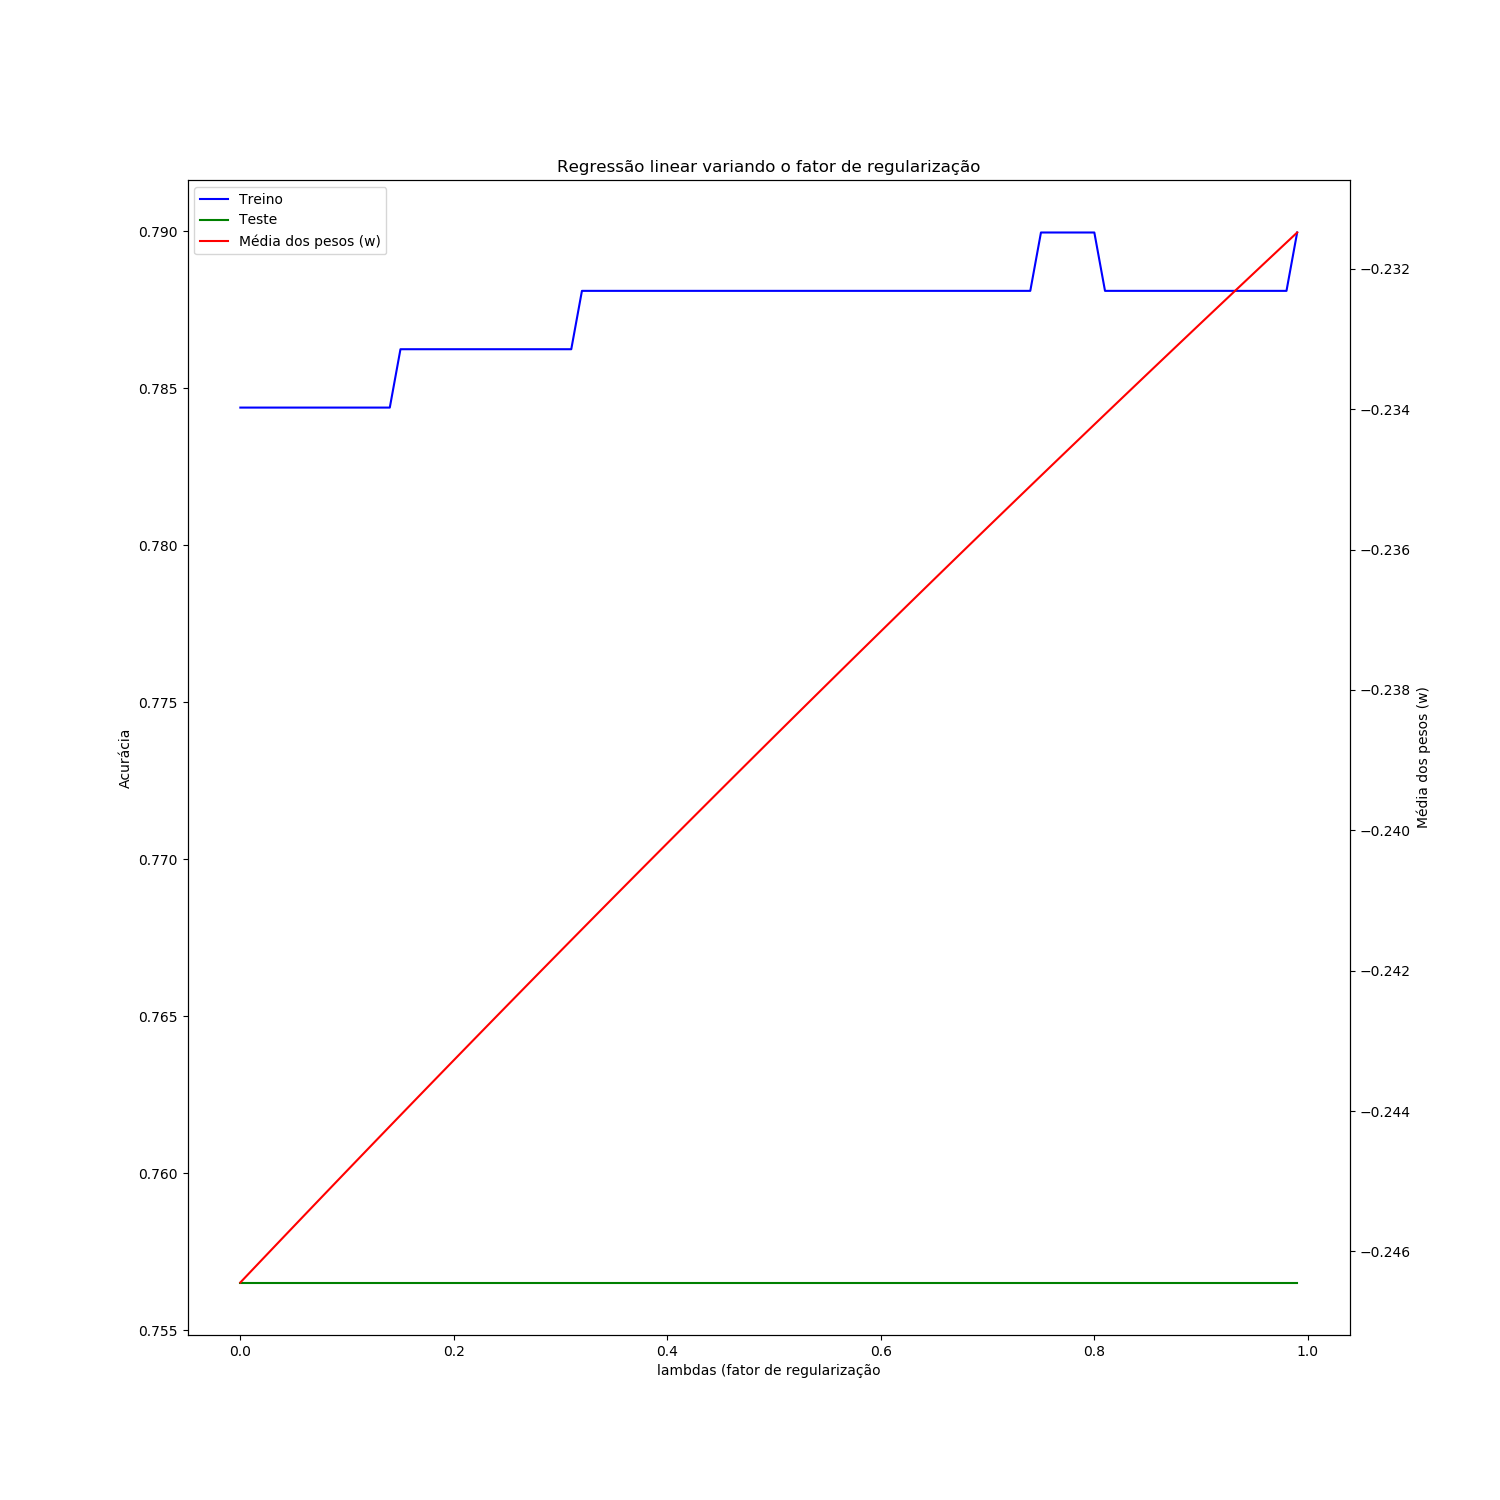 Regressão linear variando o fator de regularização
Treino
Teste
Média dos pesos (w)
0.790
0.785
0.780
0.775
0.770
0.765
0.760
0.755
Acurácia
−0.232
−0.234
−0.236
−0.238
−0.240
−0.242
−0.244
−0.246
Média dos pesos (w)
0.0 0.2 0.4 0.6 0.8 1.0
lambdas (fator de regularização